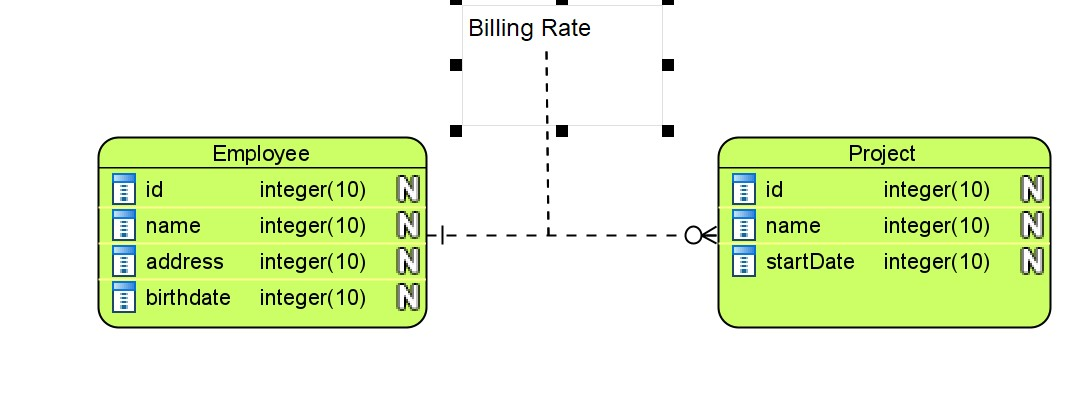 Billing Rate
Employee
id integer(10) N
name integer(10) N
address integer(10) N
birthdate integer(10) N
Project
id integer(10) N
name integer(10) N
startDate integer(10) N